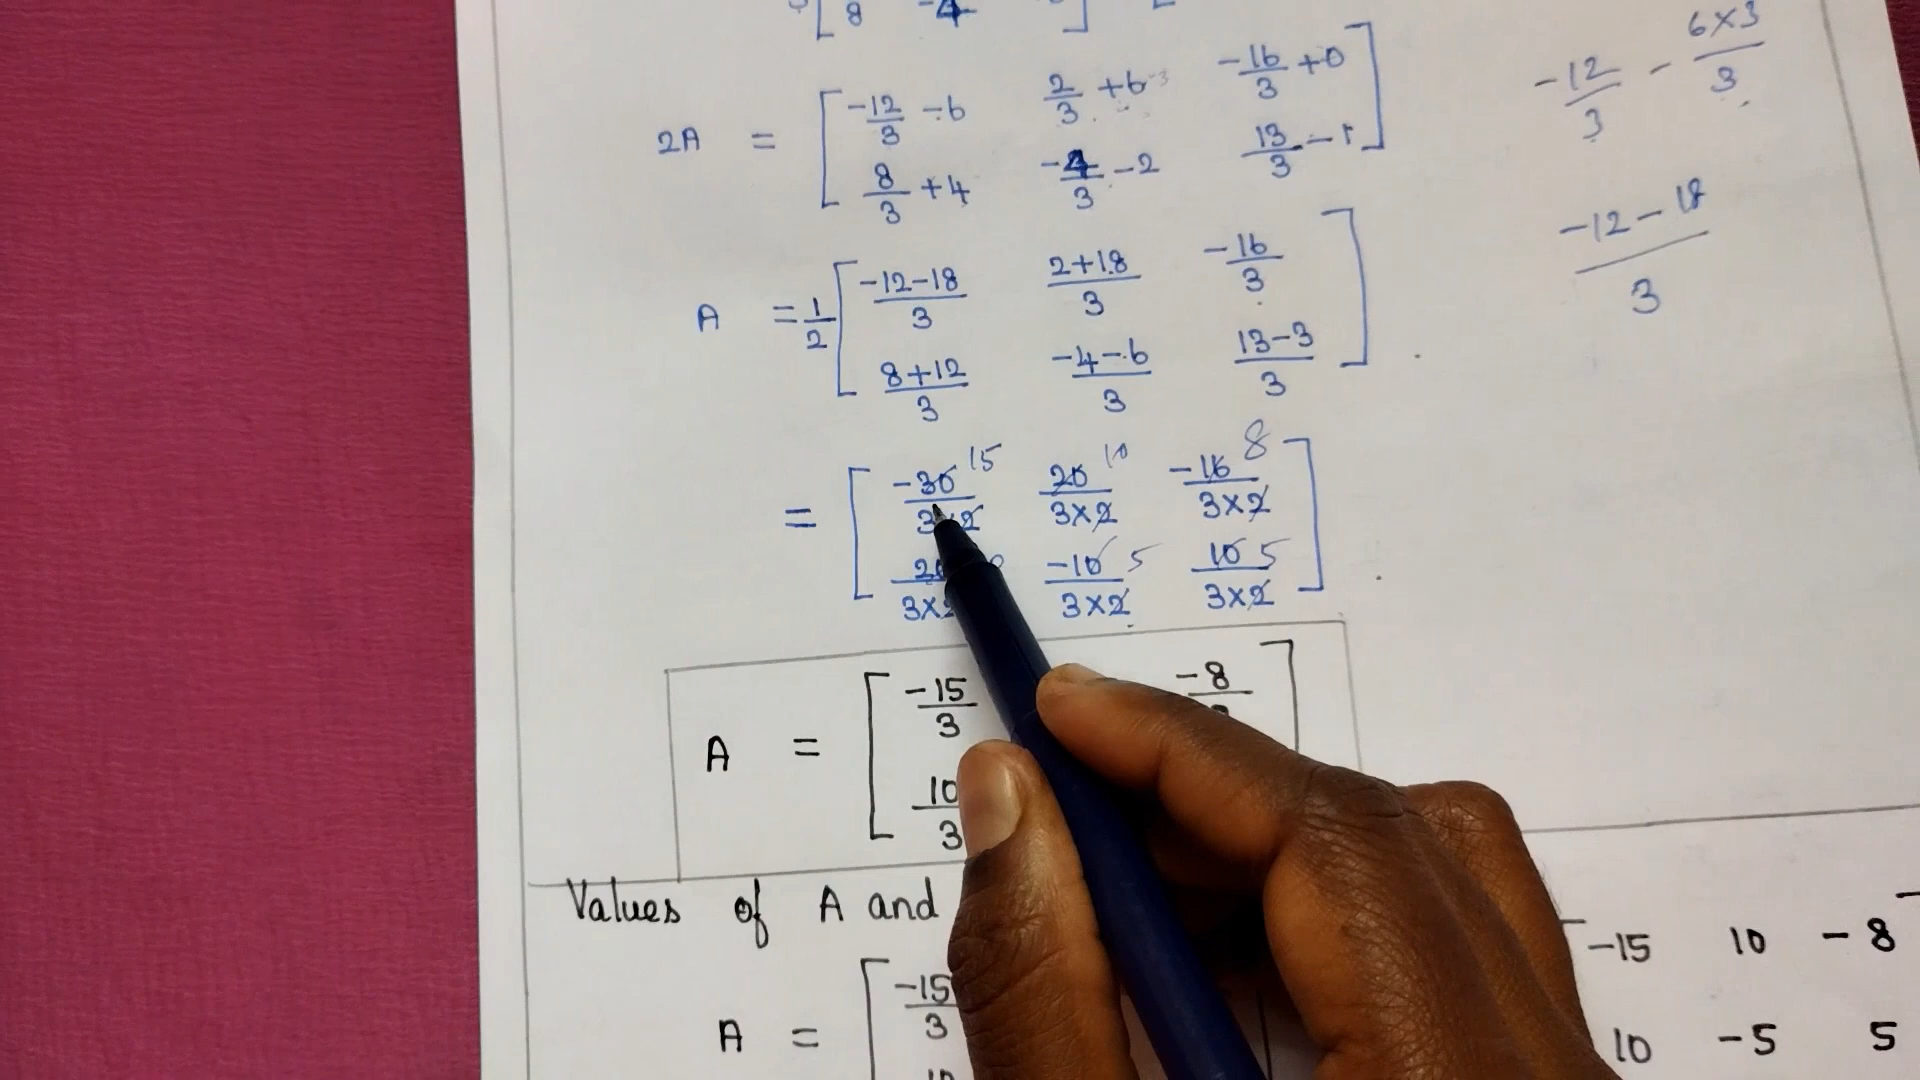 8 -4
2A = [ -12/3 - 6 2/3 + 6 -16/3 + 0
8/3 + 4 -4/3 - 2 13/3 - 1 ]
-12/3 - 6×3/3
-12-18/3
A = 1/2 [ -12-18/3 2+18/3 -16/3
8+12/3 -4-6/3 13-3/3 ]
= [ -30/3×2 15 20/3×2 10 -16/3×2 8
20/3×2 -10/3×2 5 10/3×2 5 ]
A = [ -15/3 -8
10/3 ]
Values of A and
A = [ -15/3
10
-15 10 -8
10 -5 5